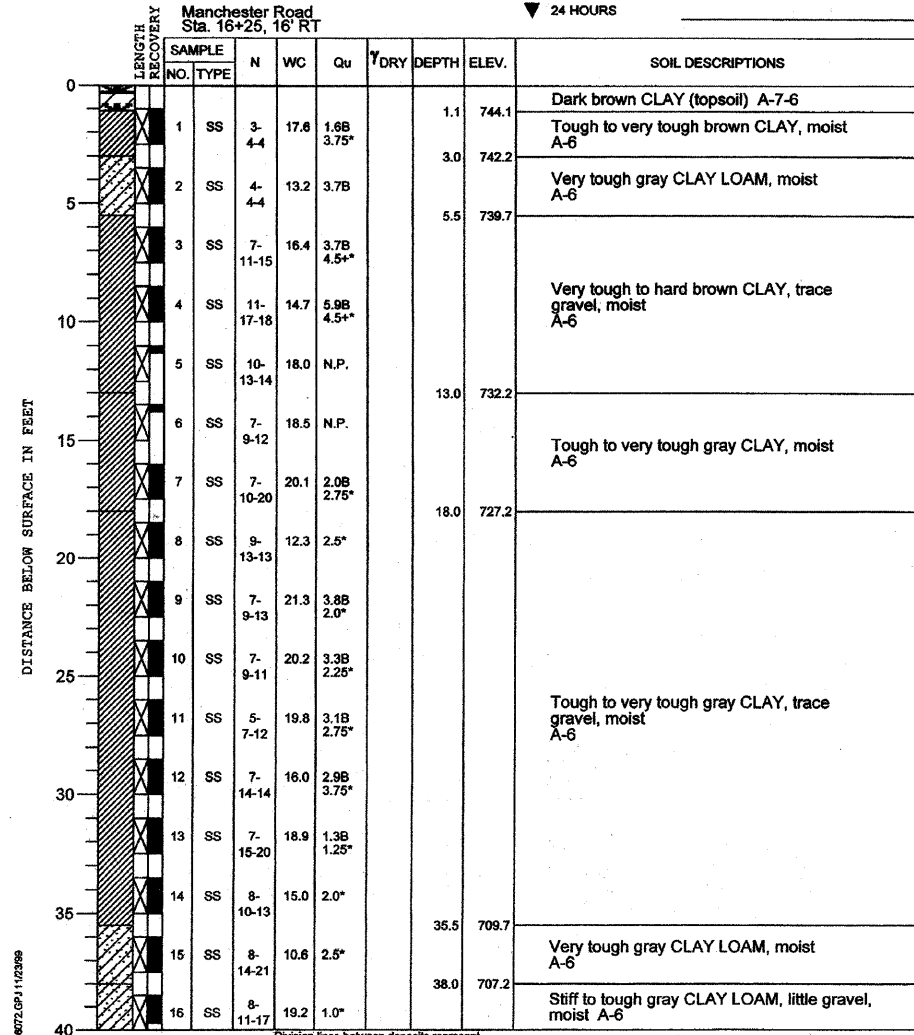 Manchester Road
Sta. 16+25, 16' RT
24 HOURS
LENGTH
RECOVERY
SAMPLE
NO. TYPE N WC Qu γDRY DEPTH ELEV. SOIL DESCRIPTIONS
0
Dark brown CLAY (topsoil) A-7-6
1.1 744.1
1 SS 3- 17.6 1.6B Tough to very tough brown CLAY, moist
4-4 3.75* A-6
3.0 742.2
2 SS 4- 13.2 3.7B Very tough gray CLAY LOAM, moist
4-4 A-6
5
5.5 739.7
3 SS 7- 16.4 3.7B
11-15 4.5+*
4 SS 11- 14.7 5.9B Very tough to hard brown CLAY, trace
17-18 4.5+* gravel, moist
A-6
10
5 SS 10- 18.0 N.P.
13-14
13.0 732.2
6 SS 7- 18.5 N.P.
9-12
15
Tough to very tough gray CLAY, moist
A-6
7 SS 7- 20.1 2.0B
10-20 2.75*
18.0 727.2
8 SS 9- 12.3 2.5*
13-13
20
9 SS 7- 21.3 3.8B
9-13 2.0*
10 SS 7- 20.2 3.3B
9-11 2.25*
25
11 SS 5- 19.8 3.1B Tough to very tough gray CLAY, trace
7-12 2.75* gravel, moist
A-6
12 SS 7- 16.0 2.9B
14-14 3.75*
30
13 SS 7- 18.9 1.3B
15-20 1.25*
14 SS 8- 15.0 2.0*
10-13
35
35.5 709.7
15 SS 8- 10.6 2.5* Very tough gray CLAY LOAM, moist
14-21 A-6
38.0 707.2
16 SS 8- 19.2 1.0* Stiff to tough gray CLAY LOAM, little gravel,
11-17 moist A-6
40
DISTANCE BELOW SURFACE IN FEET
6072.GPJ 11/23/99
Division lines between deposits represent